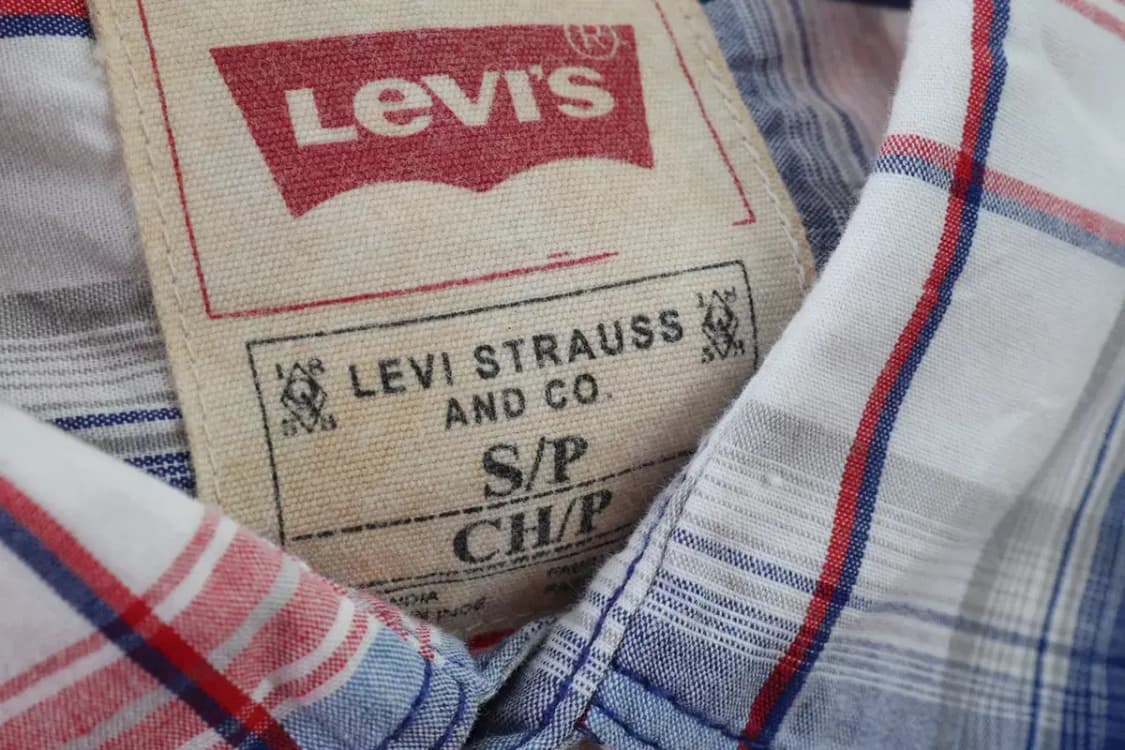 Levi's ®
LEVI STRAUSS
AND CO.
S/P
CH/P